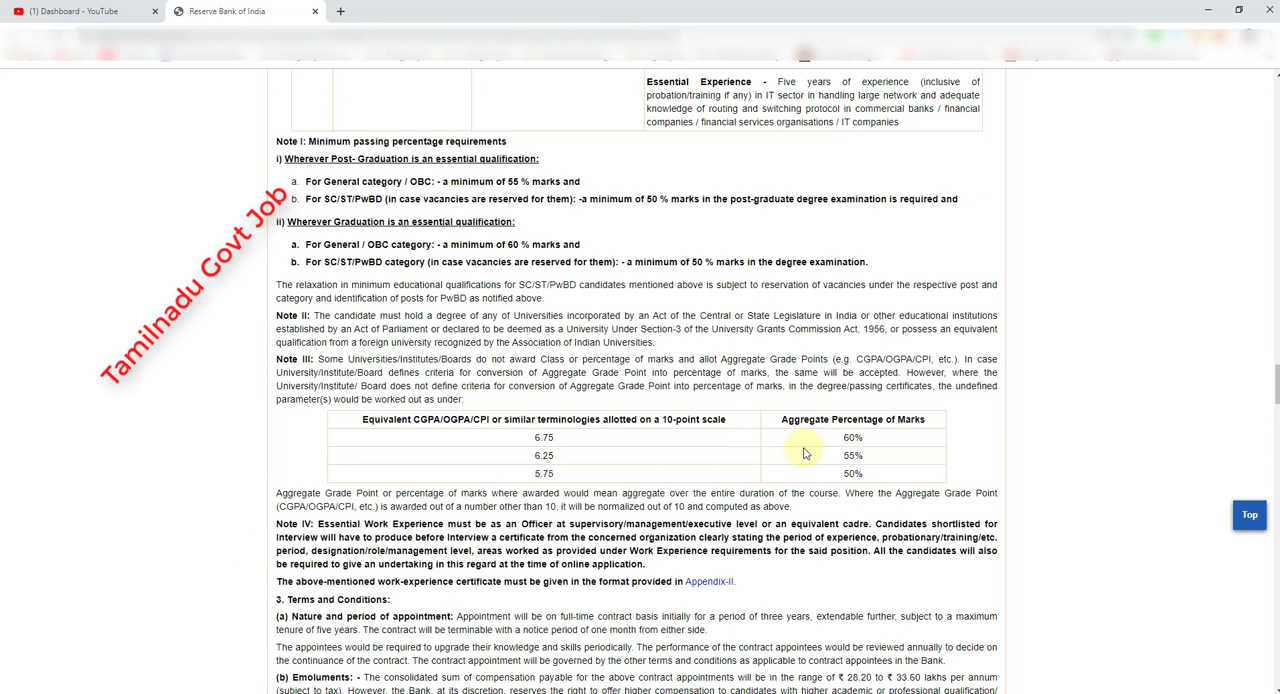 (1) Dashboard - YouTube
Reserve Bank of India
Essential Experience - Five years of experience (inclusive of
probation/training if any) in IT sector in handling large network and adequate
knowledge of routing and switching protocol in commercial banks / financial
companies / financial services organisations / IT companies
Note I: Minimum passing percentage requirements
i) Wherever Post- Graduation is an essential qualification:
a. For General category / OBC: - a minimum of 55 % marks and
b. For SC/ST/PwBD (in case vacancies are reserved for them): -a minimum of 50 % marks in the post-graduate degree examination is required and
ii) Wherever Graduation is an essential qualification:
a. For General / OBC category: - a minimum of 60 % marks and
b. For SC/ST/PwBD category (in case vacancies are reserved for them): - a minimum of 50 % marks in the degree examination.
Tamilnadu Govt Job
The relaxation in minimum educational qualifications for SC/ST/PwBD candidates mentioned above is subject to reservation of vacancies under the respective post and
category and identification of posts for PwBD as notified above.
Note II: The candidate must hold a degree of any of Universities incorporated by an Act of the Central or State Legislature in India or other educational institutions
established by an Act of Parliament or declared to be deemed as a University Under Section-3 of the University Grants Commission Act, 1956, or possess an equivalent
qualification from a foreign university recognized by the Association of Indian Universities.
Note III: Some Universities/Institutes/Boards do not award Class or percentage of marks and allot Aggregate Grade Points (e.g. CGPA/OGPA/CPI, etc.). In case
University/Institute/Board defines criteria for conversion of Aggregate Grade Point into percentage of marks, the same will be accepted. However, where the
University/Institute/ Board does not define criteria for conversion of Aggregate Grade Point into percentage of marks, in the degree/passing certificates, the undefined
parameter(s) would be worked out as under:
Equivalent CGPA/OGPA/CPI or similar terminologies allotted on a 10-point scale Aggregate Percentage of Marks
6.75 60%
6.25 55%
5.75 50%
Aggregate Grade Point or percentage of marks where awarded would mean aggregate over the entire duration of the course. Where the Aggregate Grade Point
(CGPA/OGPA/CPI, etc.) is awarded out of a number other than 10, it will be normalized out of 10 and computed as above.
Top
Note IV: Essential Work Experience must be as an Officer at supervisory/management/executive level or an equivalent cadre. Candidates shortlisted for
Interview will have to produce before Interview a certificate from the concerned organization clearly stating the period of experience, probationary/training/etc.
period, designation/role/management level, areas worked as provided under Work Experience requirements for the said position. All the candidates will also
be required to give an undertaking in this regard at the time of online application.
The above-mentioned work-experience certificate must be given in the format provided in Appendix-II.
3. Terms and Conditions:
(a) Nature and period of appointment: Appointment will be on full-time contract basis initially for a period of three years, extendable further, subject to a maximum
tenure of five years. The contract will be terminable with a notice period of one month from either side.
The appointees would be required to upgrade their knowledge and skills periodically. The performance of the contract appointees would be reviewed annually to decide on
the continuance of the contract. The contract appointment will be governed by the other terms and conditions as applicable to contract appointees in the Bank.
(b) Emoluments: - The consolidated sum of compensation payable for the above contract appointments will be in the range of ₹ 28.20 to ₹ 33.60 lakhs per annum
(subject to tax). However, the Bank, at its discretion, reserves the right to offer higher compensation to candidates with higher academic or professional qualification/